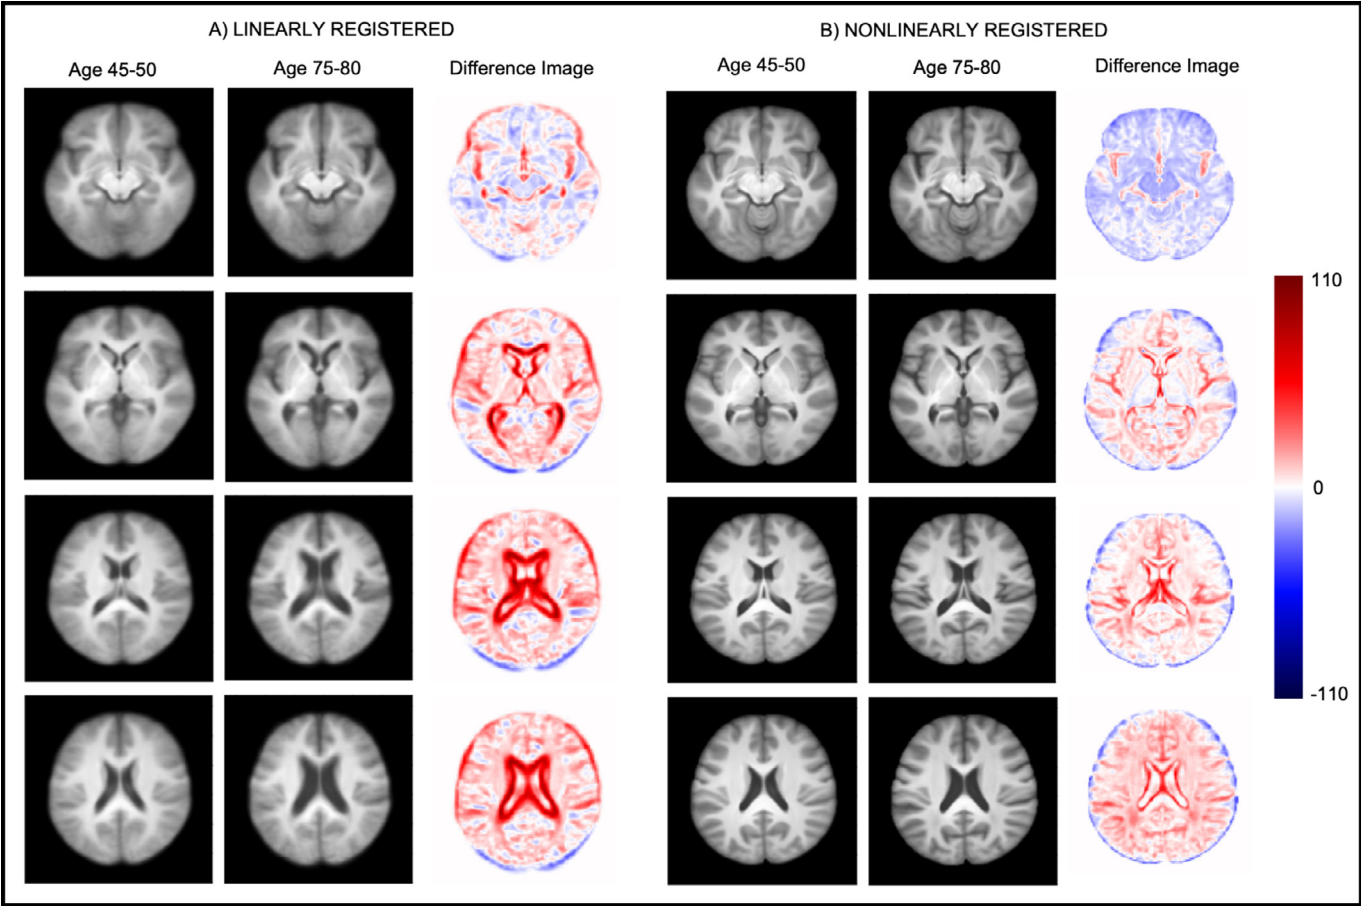 A) LINEARLY REGISTERED
Age 45-50 Age 75-80 Difference Image
B) NONLINEARLY REGISTERED
Age 45-50 Age 75-80 Difference Image
110
0
-110